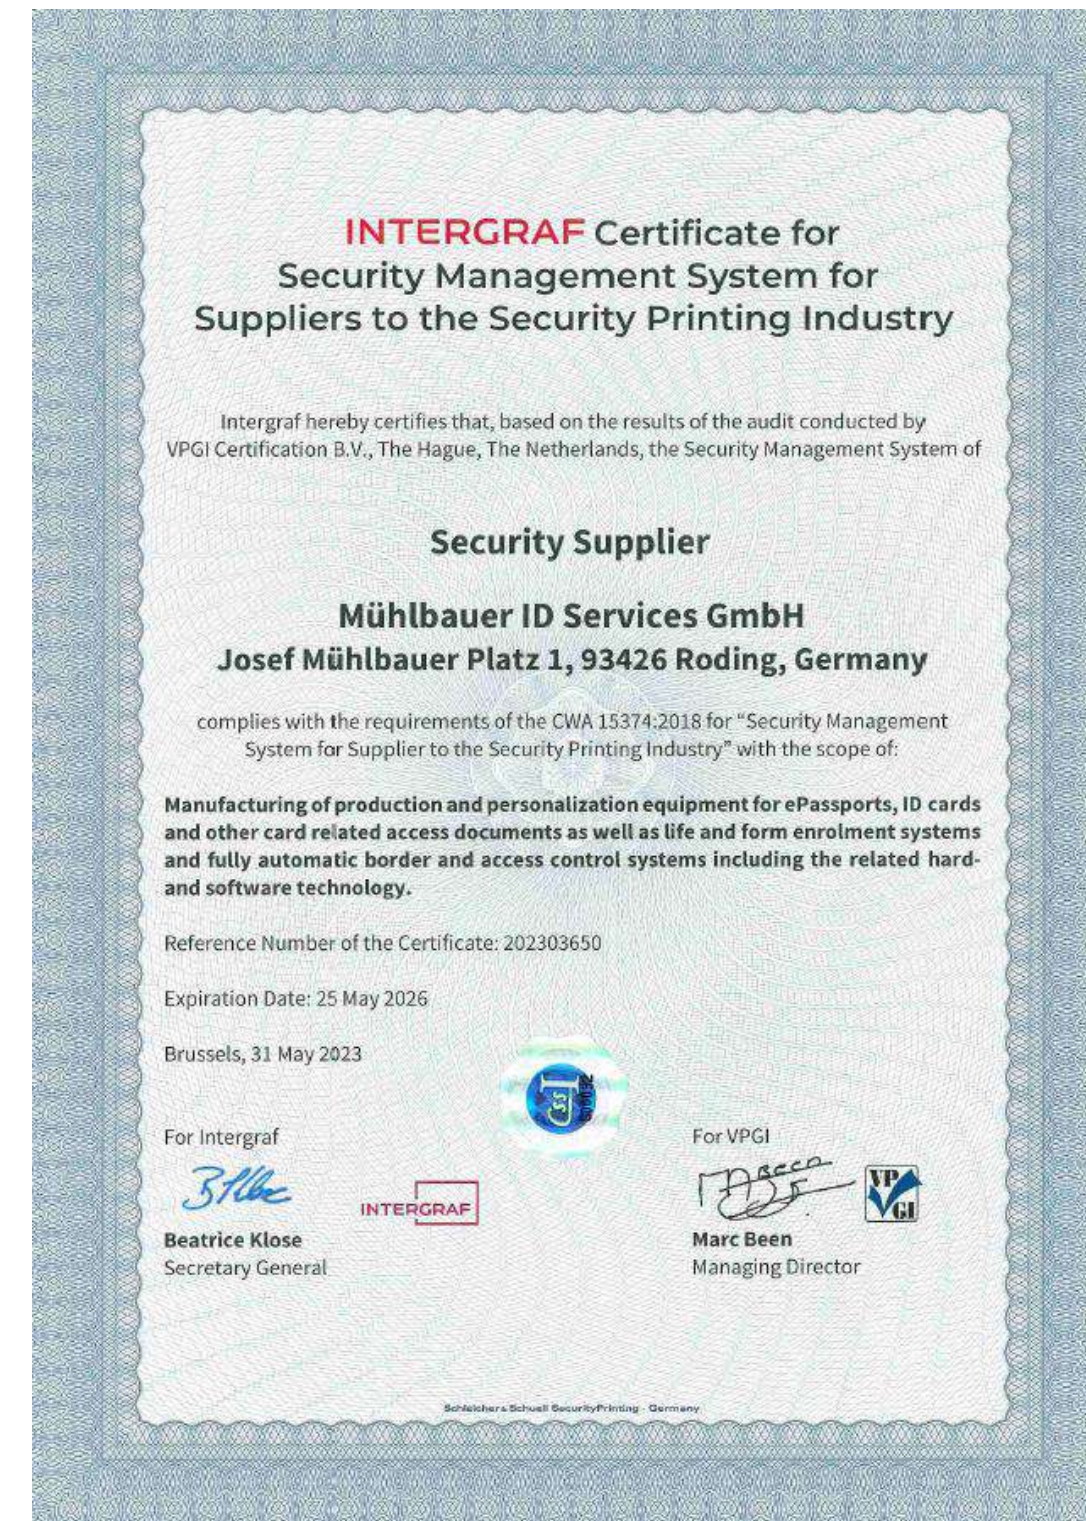 INTERGRAF Certificate for
Security Management System for
Suppliers to the Security Printing Industry
Intergraf hereby certifies that, based on the results of the audit conducted by
VPGI Certification B.V., The Hague, The Netherlands, the Security Management System of
Security Supplier
Mühlbauer ID Services GmbH
Josef Mühlbauer Platz 1, 93426 Roding, Germany
complies with the requirements of the CWA 15374:2018 for “Security Management
System for Supplier to the Security Printing Industry” with the scope of:
Manufacturing of production and personalization equipment for ePassports, ID cards
and other card related access documents as well as life and form enrolment systems
and fully automatic border and access control systems including the related hard-
and software technology.
Reference Number of the Certificate: 202303650
Expiration Date: 25 May 2026
Brussels, 31 May 2023
For Intergraf
INTERGRAF
Beatrice Klose
Secretary General
For VPGI
Been
VP
GI
Marc Been
Managing Director
Schleicher & Schuell SecurityPrinting - Germany